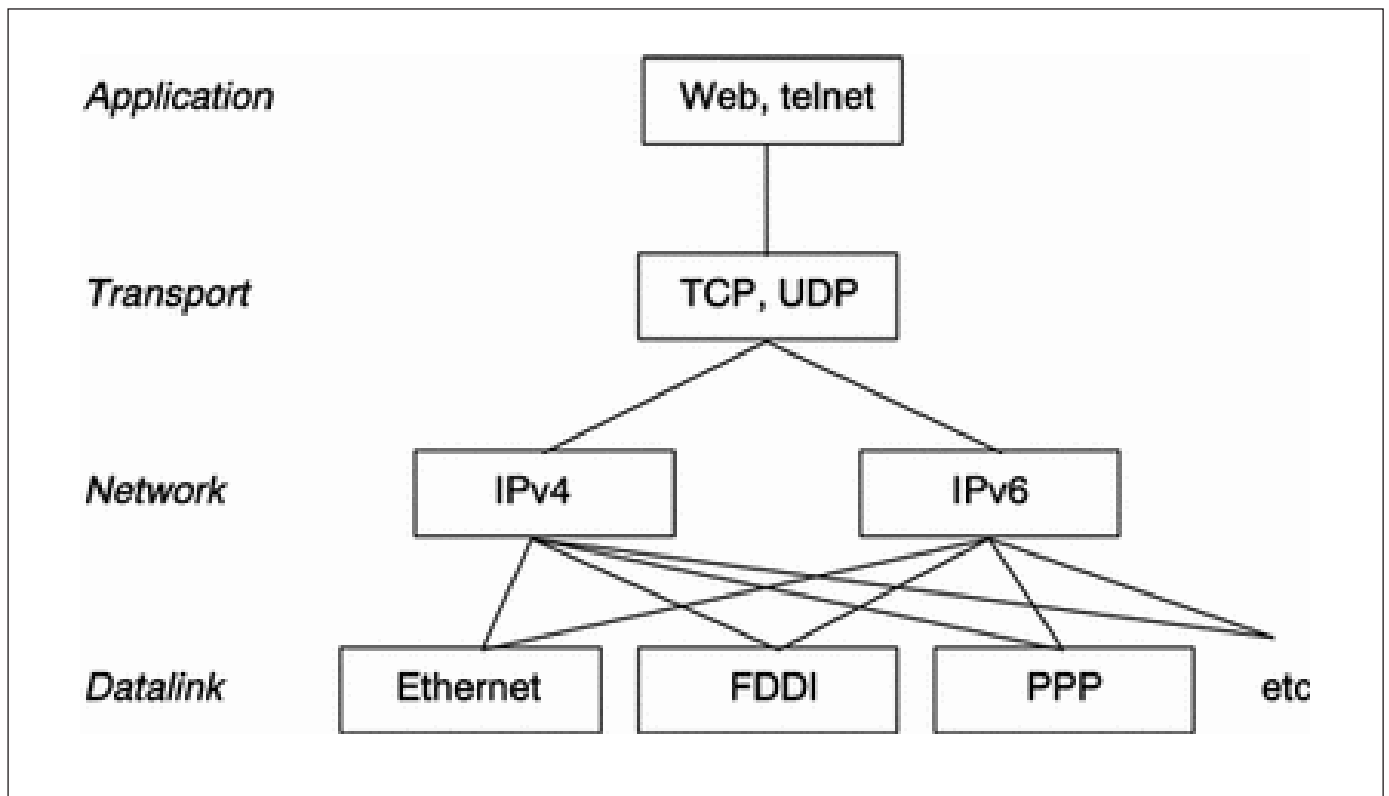 Application
Web, telnet
Transport
TCP, UDP
Network
IPv4
IPv6
Datalink
Ethernet
FDDI
PPP
etc